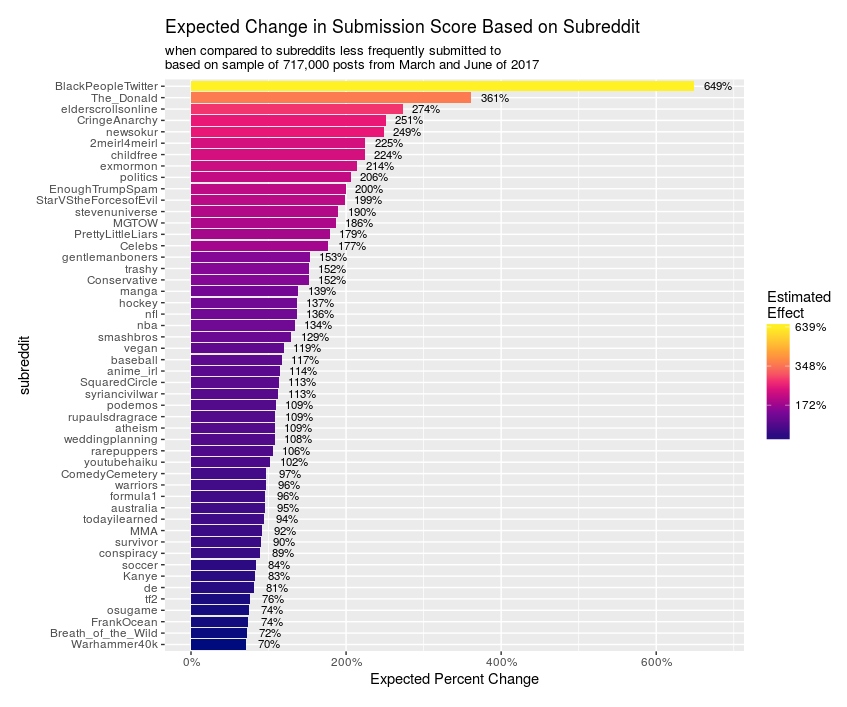 Expected Change in Submission Score Based on Subreddit
when compared to subreddits less frequently submitted to
based on sample of 717,000 posts from March and June of 2017
subreddit
BlackPeopleTwitter 649%
The_Donald 361%
elderscrollsonline 274%
CringeAnarchy 251%
newsokur 249%
2meirl4meirl 225%
childfree 224%
exmormon 214%
politics 206%
EnoughTrumpSpam 200%
StarVStheForcesofEvil 199%
stevenuniverse 190%
MGTOW 186%
PrettyLittleLiars 179%
Celebs 177%
gentlemanboners 153%
trashy 152%
Conservative 152%
manga 139%
hockey 137%
nfl 136%
nba 134%
smashbros 129%
vegan 119%
baseball 117%
anime_irl 114%
SquaredCircle 113%
syriancivilwar 113%
podemos 109%
rupaulsdragrace 109%
atheism 109%
weddingplanning 108%
rarepuppers 106%
youtubehaiku 102%
ComedyCemetery 97%
warriors 96%
formula1 96%
australia 95%
todayilearned 94%
MMA 92%
survivor 90%
conspiracy 89%
soccer 84%
Kanye 83%
de 81%
tf2 76%
osugame 74%
FrankOcean 74%
Breath_of_the_Wild 72%
Warhammer40k 70%
0% 200% 400% 600%
Expected Percent Change
Estimated
Effect
639%
348%
172%